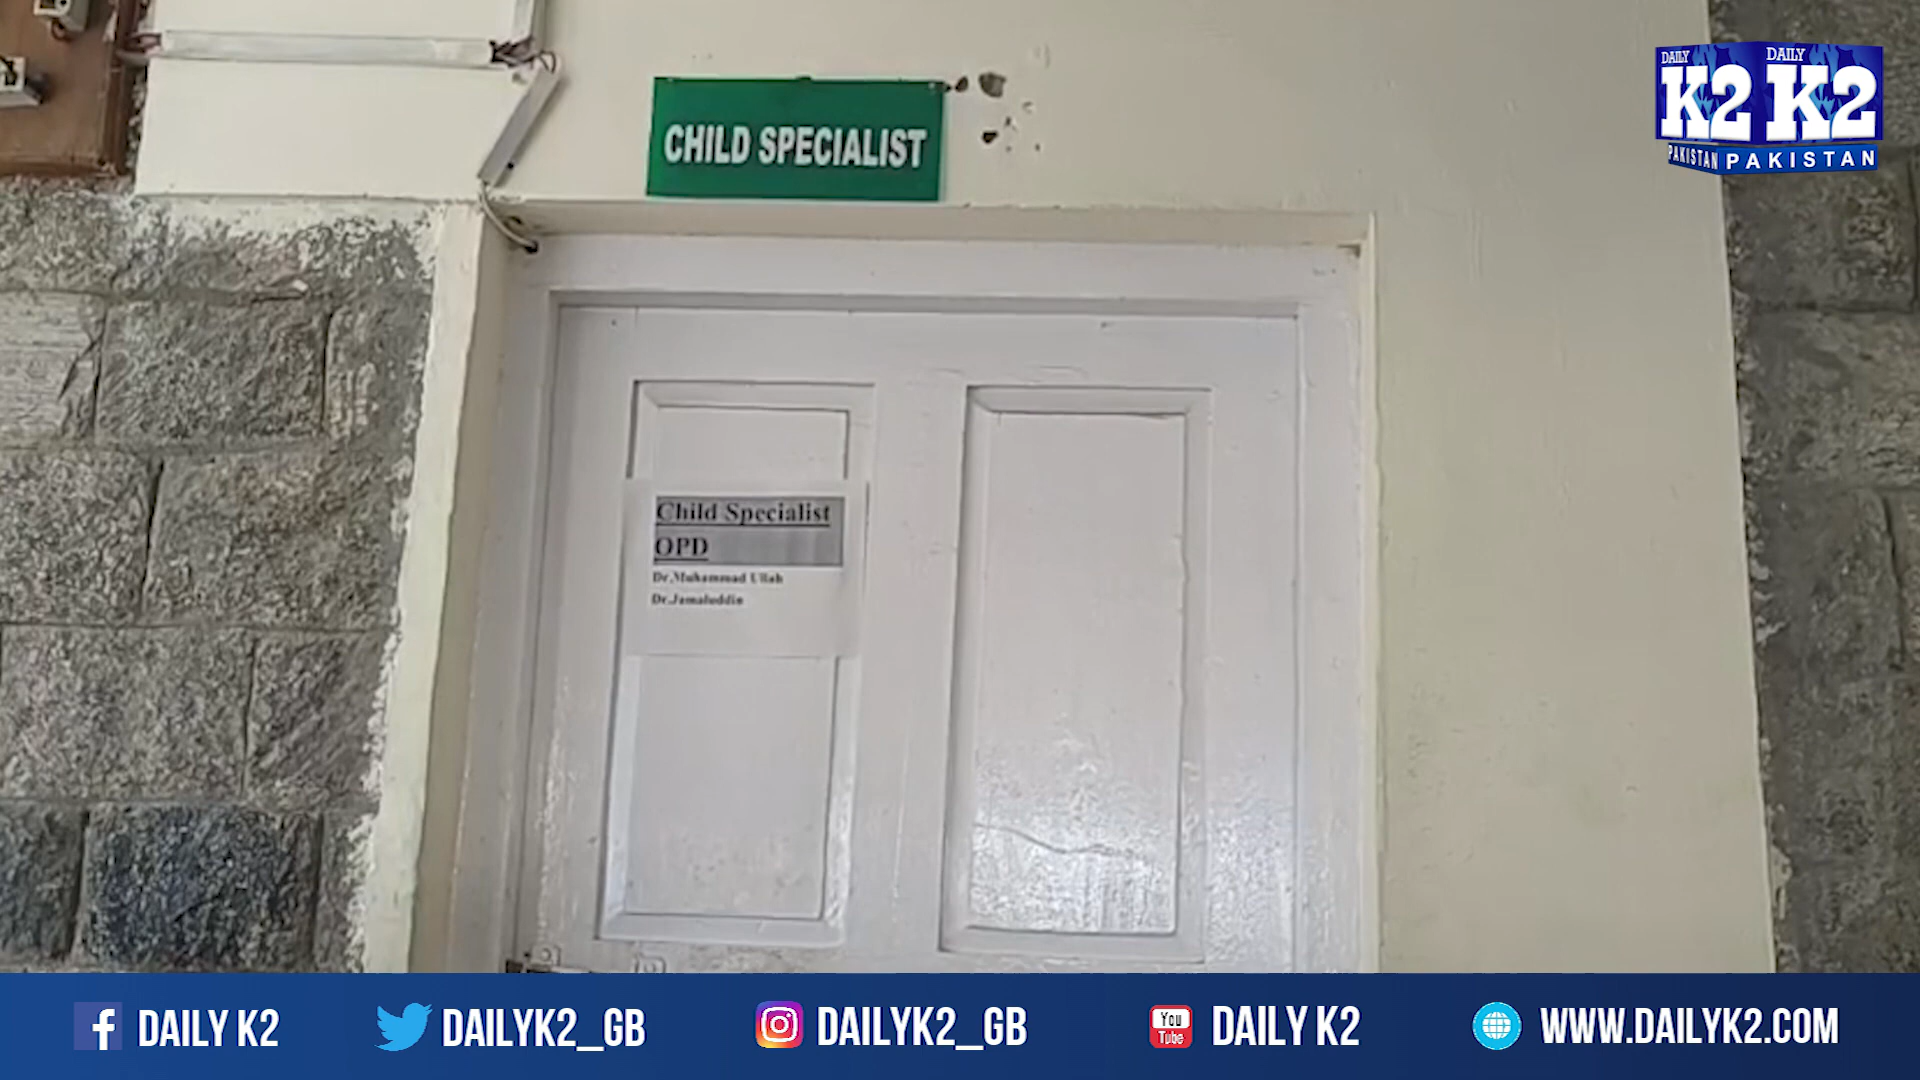 DAILY
K2
PAKISTAN
DAILY
K2
PAKISTAN
CHILD SPECIALIST
Child Specialist
OPD
Dr.Muhammad Ullah
Dr.Jamaluddin
f DAILY K2
DAILYK2_GB
DAILYK2_GB
You
Tube
DAILY K2
WWW.DAILYK2.COM